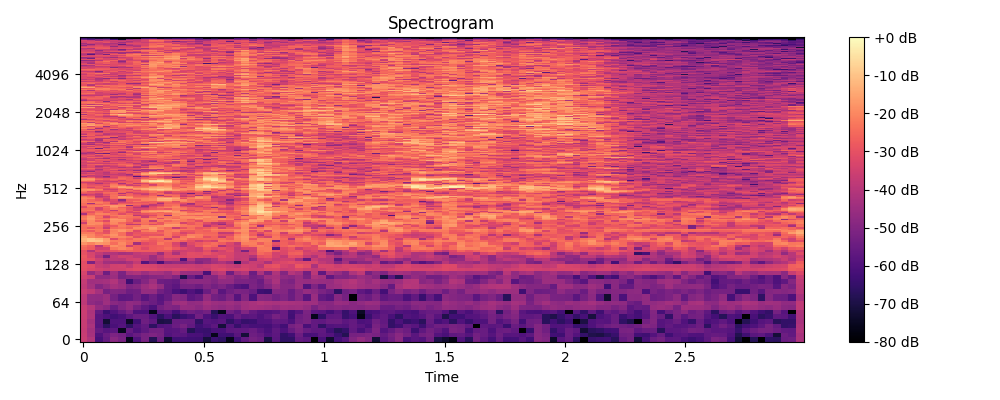 Spectrogram
+0 dB
4096
-10 dB
2048
-20 dB
1024
-30 dB
Hz
512
-40 dB
256
-50 dB
128
-60 dB
64
-70 dB
0
-80 dB
0 0.5 1 1.5 2 2.5
Time